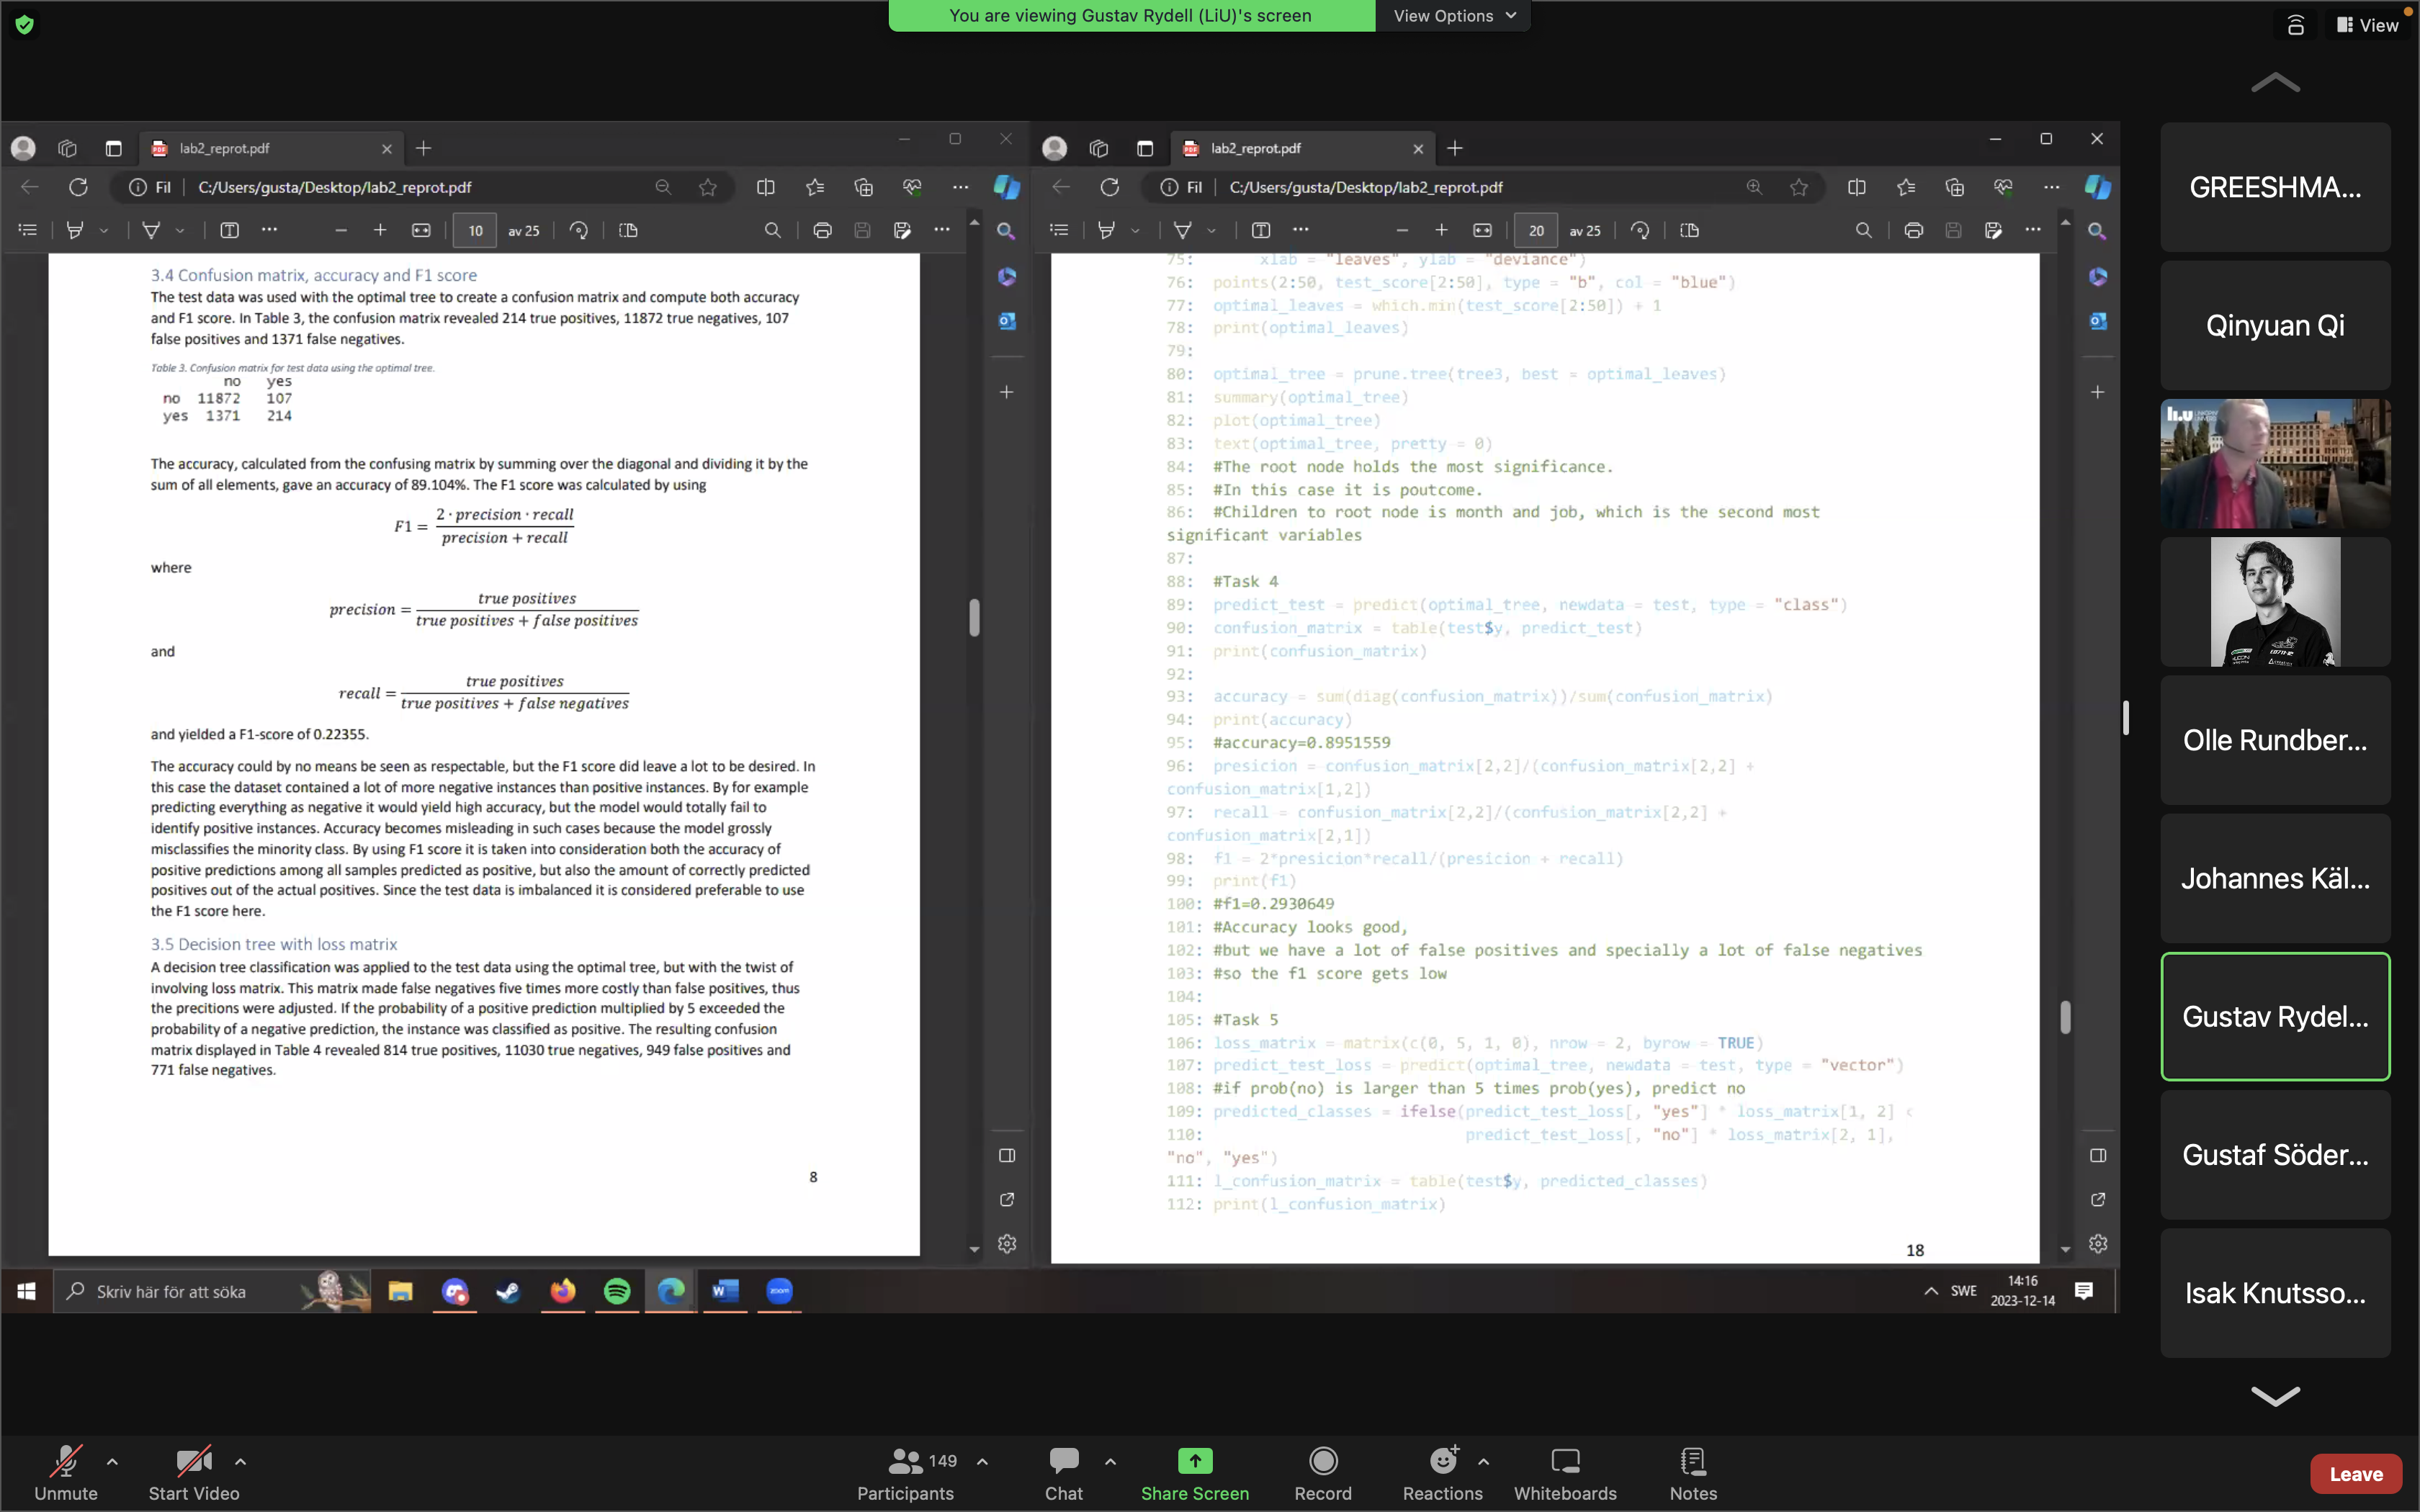 You are viewing Gustav Rydell (LiU)'s screen
View Options
View
lab2_reprot.pdf
Fil
C:/Users/gusta/Desktop/lab2_reprot.pdf
10
av 25
3.4 Confusion matrix, accuracy and F1 score
The test data was used with the optimal tree to create a confusion matrix and compute both accuracy
and F1 score. In Table 3, the confusion matrix revealed 214 true positives, 11872 true negatives, 107
false positives and 1371 false negatives.
Table 3. Confusion matrix for test data using the optimal tree.
no yes
no 11872 107
yes 1371 214
The accuracy, calculated from the confusing matrix by summing over the diagonal and dividing it by the
sum of all elements, gave an accuracy of 89.104%. The F1 score was calculated by using
F1 = 2 · precision · recall
precision + recall
where
precision = true positives
true positives + false positives
and
recall = true positives
true positives + false negatives
and yielded a F1-score of 0.22355.
The accuracy could by no means be seen as respectable, but the F1 score did leave a lot to be desired. In
this case the dataset contained a lot of more negative instances than positive instances. By for example
predicting everything as negative it would yield high accuracy, but the model would totally fail to
identify positive instances. Accuracy becomes misleading in such cases because the model grossly
misclassifies the minority class. By using F1 score it is taken into consideration both the accuracy of
positive predictions among all samples predicted as positive, but also the amount of correctly predicted
positives out of the actual positives. Since the test data is imbalanced it is considered preferable to use
the F1 score here.
3.5 Decision tree with loss matrix
A decision tree classification was applied to the test data using the optimal tree, but with the twist of
involving loss matrix. This matrix made false negatives five times more costly than false positives, thus
the precitions were adjusted. If the probability of a positive prediction multiplied by 5 exceeded the
probability of a negative prediction, the instance was classified as positive. The resulting confusion
matrix displayed in Table 4 revealed 814 true positives, 11030 true negatives, 949 false positives and
771 false negatives.
8
lab2_reprot.pdf
Fil
C:/Users/gusta/Desktop/lab2_reprot.pdf
20
av 25
75: xlab = "leaves", ylab = "deviance")
76: points(2:50, test_score[2:50], type = "b", col = "blue")
77: optimal_leaves = which.min(test_score[2:50]) + 1
78: print(optimal_leaves)
79:
80: optimal_tree = prune.tree(tree3, best = optimal_leaves)
81: summary(optimal_tree)
82: plot(optimal_tree)
83: text(optimal_tree, pretty = 0)
84: #The root node holds the most significance.
85: #In this case it is poutcome.
86: #Children to root node is month and job, which is the second most
significant variables
87:
88: #Task 4
89: predict_test = predict(optimal_tree, newdata = test, type = "class")
90: confusion_matrix = table(test$y, predict_test)
91: print(confusion_matrix)
92:
93: accuracy = sum(diag(confusion_matrix))/sum(confusion_matrix)
94: print(accuracy)
95: #accuracy=0.8951559
96: presicion = confusion_matrix[2,2]/(confusion_matrix[2,2] +
confusion_matrix[1,2])
97: recall = confusion_matrix[2,2]/(confusion_matrix[2,2] +
confusion_matrix[2,1])
98: f1 = 2*presicion*recall/(presicion + recall)
99: print(f1)
100: #f1=0.2930649
101: #Accuracy looks good,
102: #but we have a lot of false positives and specially a lot of false negatives
103: #so the f1 score gets low
104:
105: #Task 5
106: loss_matrix = matrix(c(0, 5, 1, 0), nrow = 2, byrow = TRUE)
107: predict_test_loss = predict(optimal_tree, newdata = test, type = "vector")
108: #if prob(no) is larger than 5 times prob(yes), predict no
109: predicted_classes = ifelse(predict_test_loss[, "yes"] * loss_matrix[1, 2] <
110: predict_test_loss[, "no"] * loss_matrix[2, 1],
"no", "yes")
111: l_confusion_matrix = table(test$y, predicted_classes)
112: print(l_confusion_matrix)
18
GREESHMA...
Qinyuan Qi
li.u
Olle Rundber...
Johannes Käl...
Gustav Rydel...
Gustaf Söder...
Isak Knutsso...
Skriv här för att söka
zoom
SWE
14:16
2023-12-14
Unmute
Start Video
149
Participants
Chat
Share Screen
Record
Reactions
Whiteboards
Notes
Leave